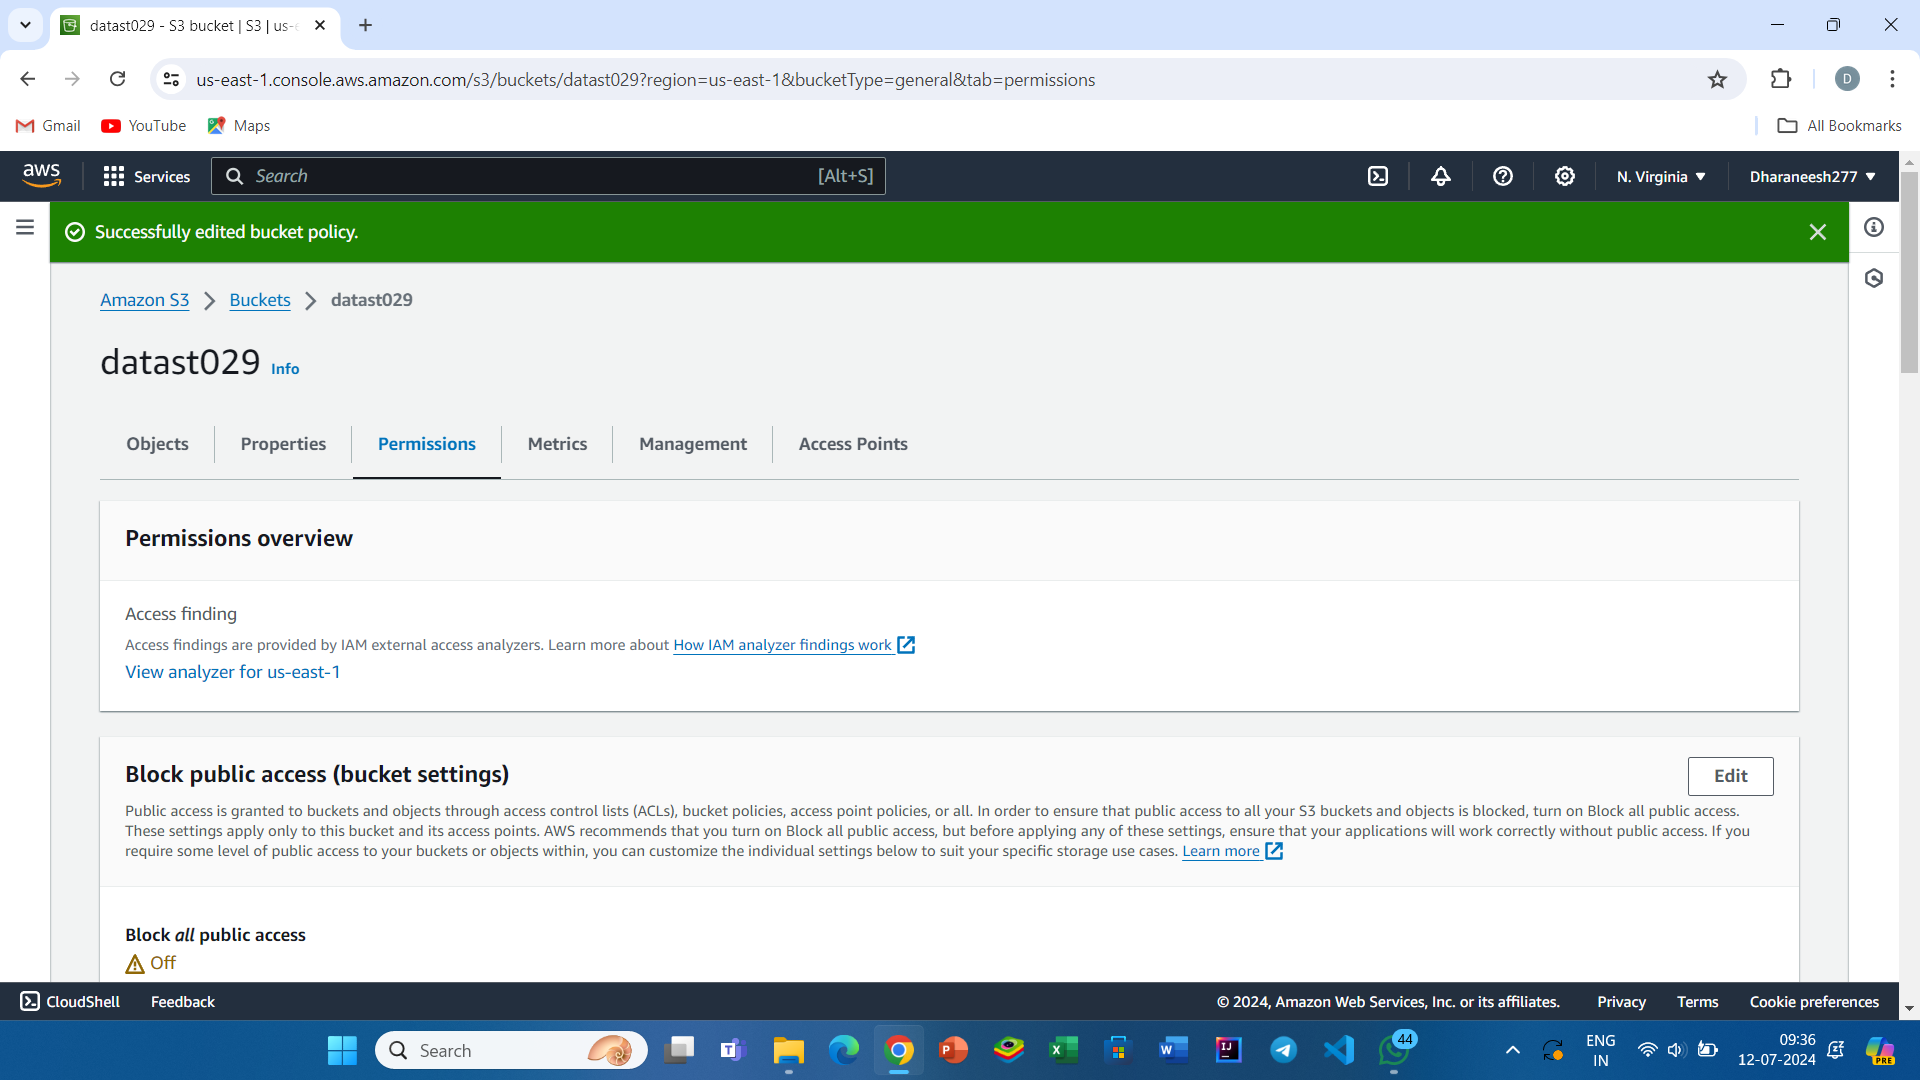 datast029 - S3 bucket | S3 | us-e
us-east-1.console.aws.amazon.com/s3/buckets/datast029?region=us-east-1&bucketType=general&tab=permissions
D
Gmail
YouTube
Maps
All Bookmarks
aws
Services
Search
[Alt+S]
N. Virginia
Dharaneesh277
Successfully edited bucket policy.
Amazon S3
Buckets
datast029
datast029 Info
Objects
Properties
Permissions
Metrics
Management
Access Points
Permissions overview
Access finding
Access findings are provided by IAM external access analyzers. Learn more about How IAM analyzer findings work
View analyzer for us-east-1
Block public access (bucket settings)
Edit
Public access is granted to buckets and objects through access control lists (ACLs), bucket policies, access point policies, or all. In order to ensure that public access to all your S3 buckets and objects is blocked, turn on Block all public access.
These settings apply only to this bucket and its access points. AWS recommends that you turn on Block all public access, but before applying any of these settings, ensure that your applications will work correctly without public access. If you
require some level of public access to your buckets or objects within, you can customize the individual settings below to suit your specific storage use cases. Learn more
Block all public access
Off
CloudShell
Feedback
© 2024, Amazon Web Services, Inc. or its affiliates.
Privacy
Terms
Cookie preferences
Search
44
ENG
IN
09:36
12-07-2024
PRE